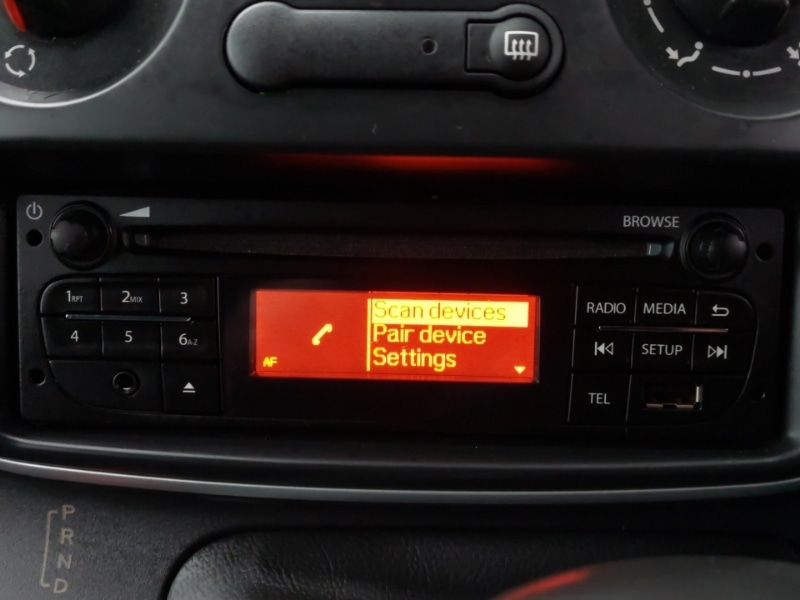 BROWSE
1RPT 2MIX 3
4 5 6A-Z
Scan devices
Pair device
Settings
AF
RADIO MEDIA
SETUP
TEL
P
R
N
D